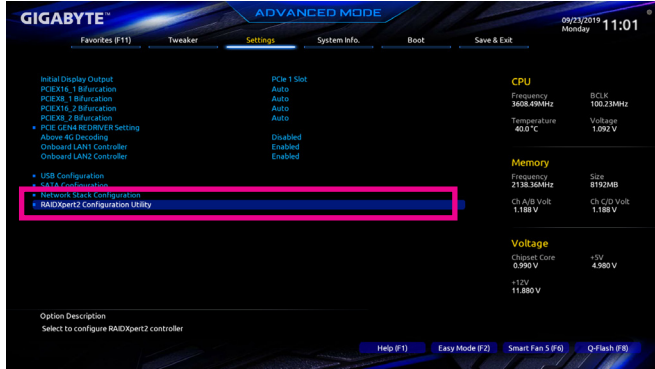 GIGABYTE™
ADVANCED MODE
09/23/2019 Monday 11:01
Favorites (F11) Tweaker Settings System Info. Boot Save & Exit
Initial Display Output PCIe 1 Slot
PCIEX16_1 Bifurcation Auto
PCIEX8_1 Bifurcation Auto
PCIEX16_2 Bifurcation Auto
PCIEX8_2 Bifurcation Auto
PCIE GEN4 REDRIVER Setting
Above 4G Decoding Disabled
Onboard LAN1 Controller Enabled
Onboard LAN2 Controller Enabled
USB Configuration
SATA Configuration
Network Stack Configuration
RAIDXpert2 Configuration Utility
CPU
Frequency BCLK
3608.49MHz 100.23MHz
Temperature Voltage
40.0 °C 1.092 V
Memory
Frequency Size
2138.36MHz 8192MB
Ch A/B Volt Ch C/D Volt
1.188 V 1.188 V
Voltage
Chipset Core +5V
0.990 V 4.980 V
+12V
11.880 V
Option Description
Select to configure RAIDXpert2 controller
Help (F1) Easy Mode (F2) Smart Fan 5 (F6) Q-Flash (F8)